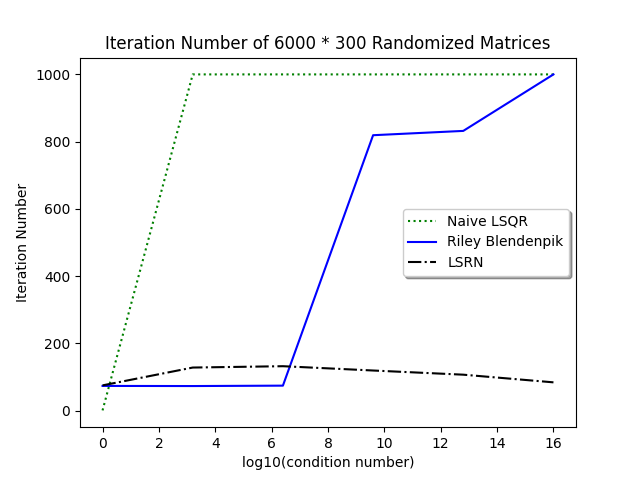 Iteration Number of 6000 * 300 Randomized Matrices
1000
800
600
400
200
0
Iteration Number
Naive LSQR
Riley Blendenpik
LSRN
0 2 4 6 8 10 12 14 16
log10(condition number)